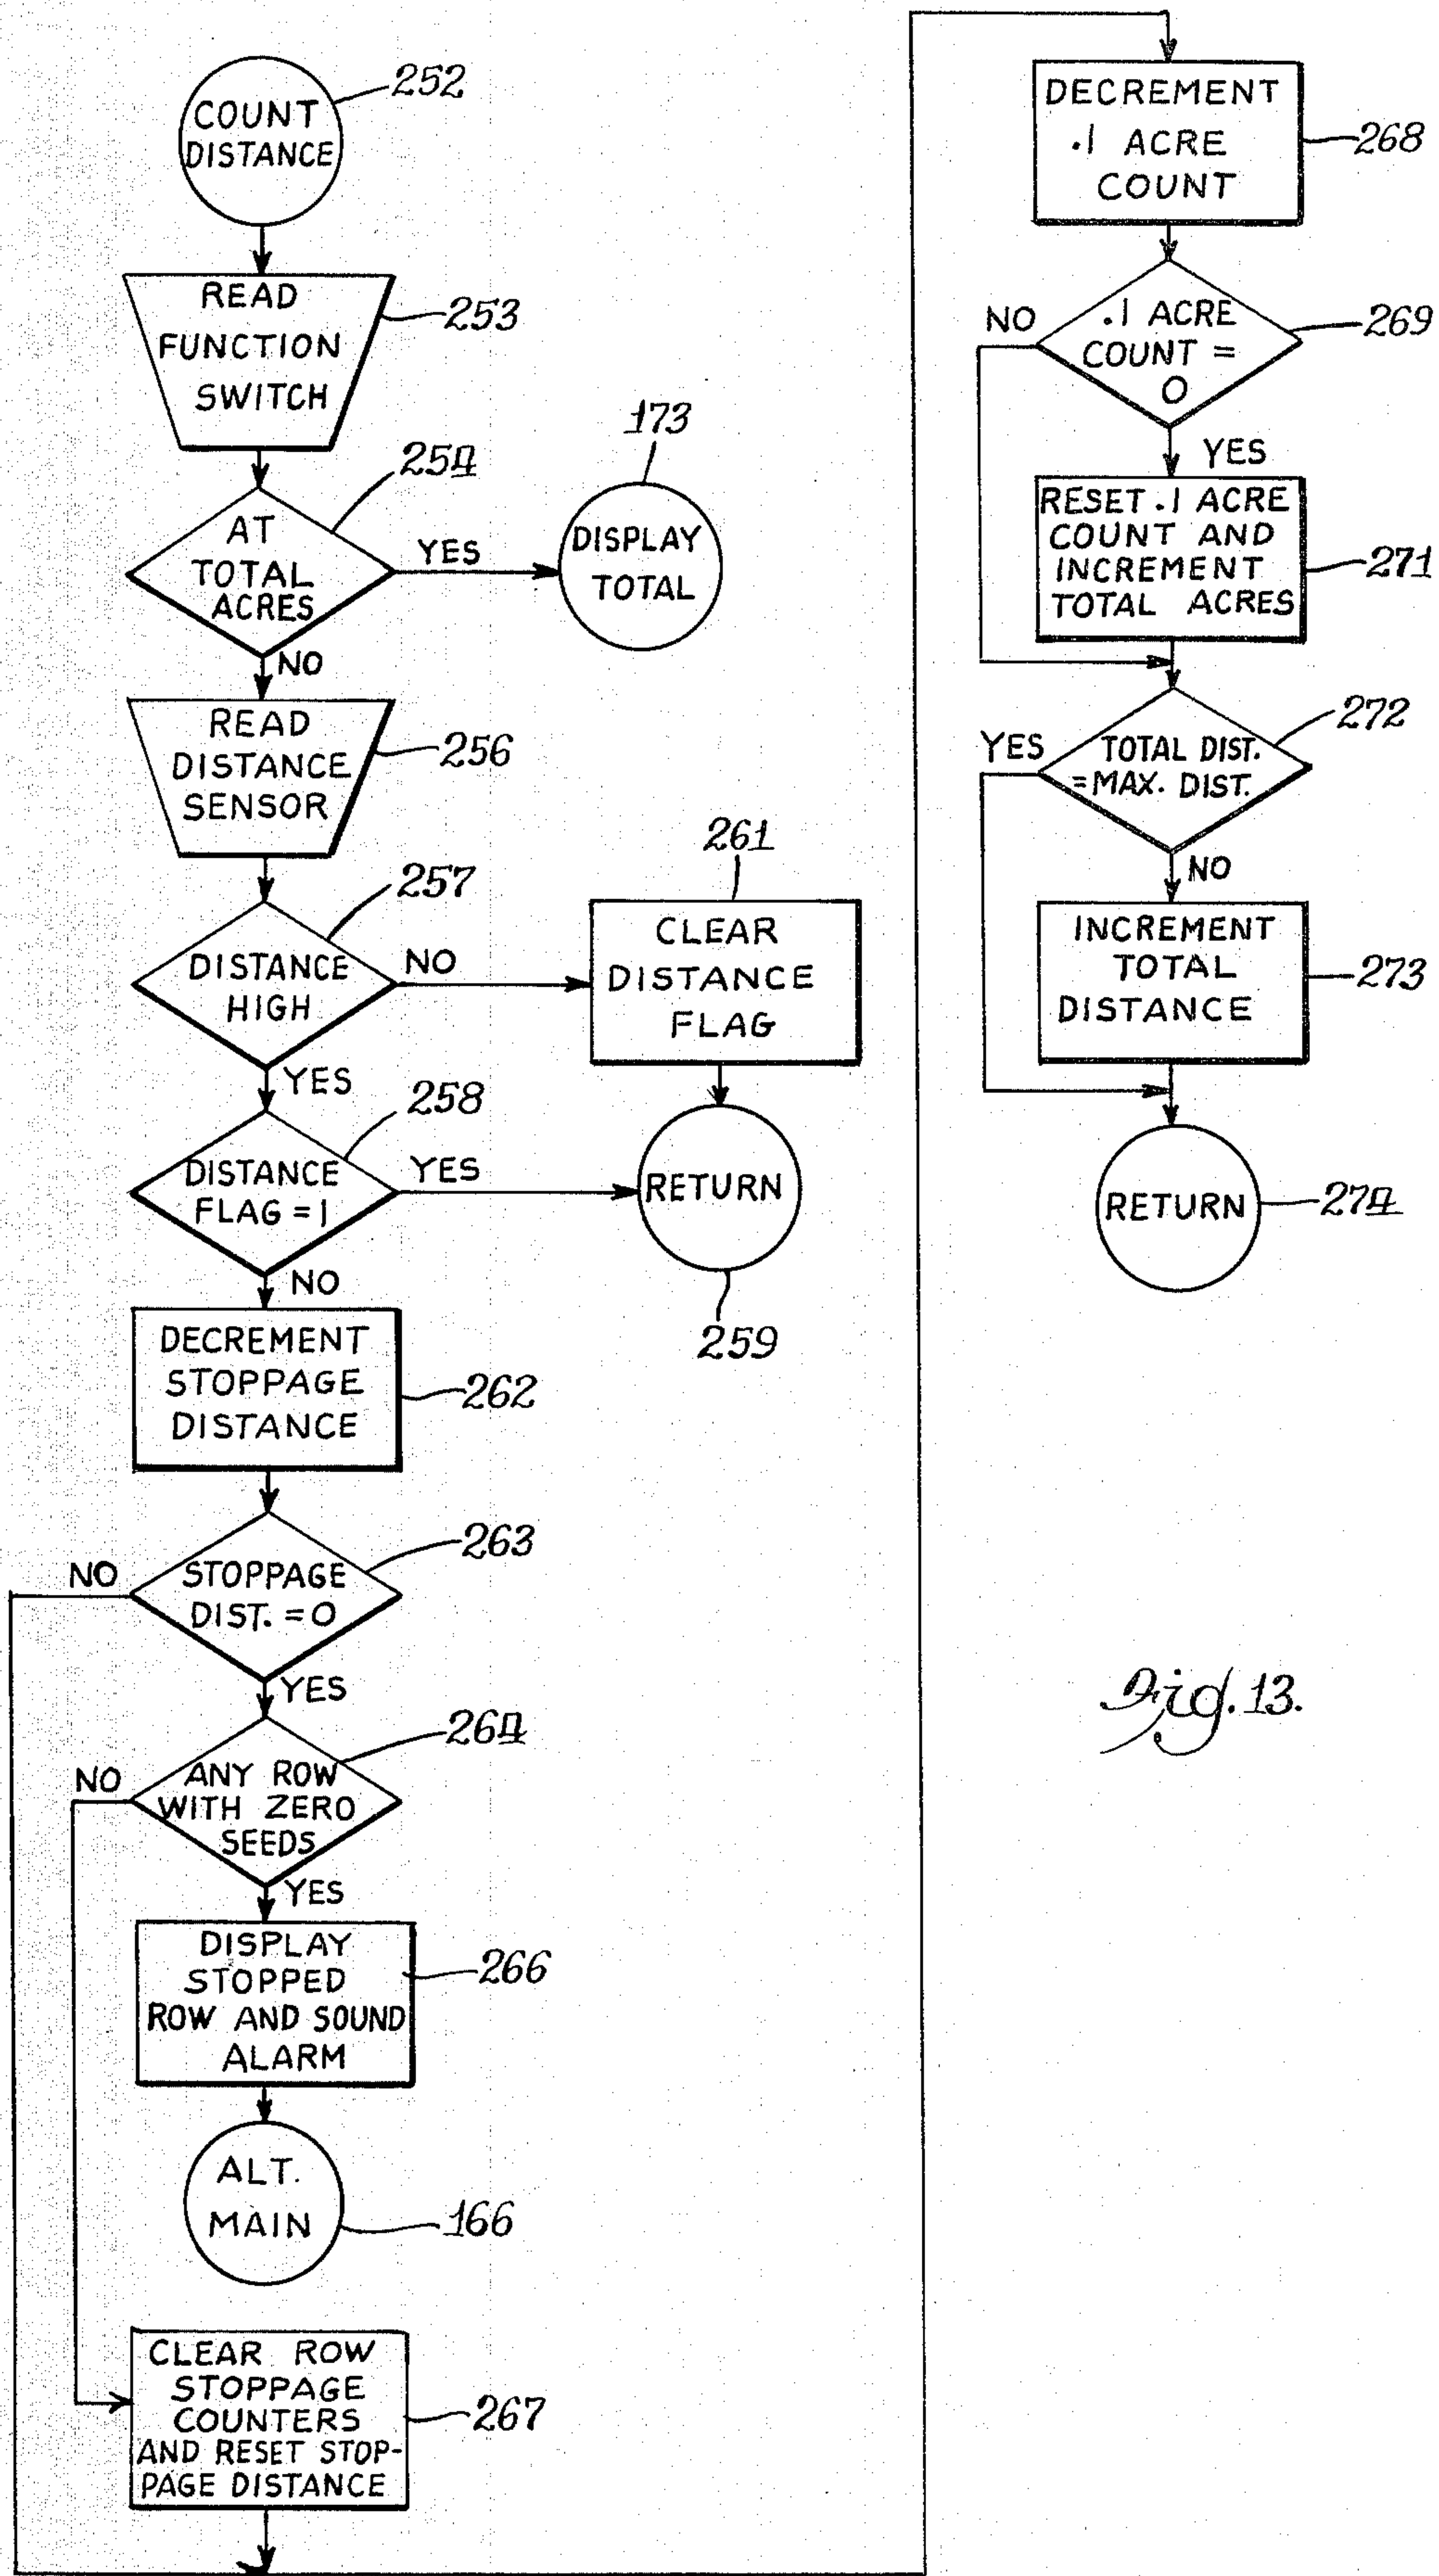 COUNT
DISTANCE
252
READ
FUNCTION
SWITCH
253
AT
TOTAL
ACRES
254
YES
NO
173
DISPLAY
TOTAL
READ
DISTANCE
SENSOR
256
DISTANCE
HIGH
257
NO
YES
261
CLEAR
DISTANCE
FLAG
DISTANCE
FLAG = 1
258
YES
NO
RETURN
259
DECREMENT
STOPPAGE
DISTANCE
262
STOPPAGE
DIST. = 0
263
NO
YES
ANY ROW
WITH ZERO
SEEDS
264
NO
YES
DISPLAY
STOPPED
ROW AND SOUND
ALARM
266
ALT.
MAIN
166
CLEAR ROW
STOPPAGE
COUNTERS
AND RESET STOP-
PAGE DISTANCE
267
DECREMENT
.1 ACRE
COUNT
268
.1 ACRE
COUNT =
0
269
NO
YES
RESET .1 ACRE
COUNT AND
INCREMENT
TOTAL ACRES
271
TOTAL DIST.
=MAX. DIST.
272
YES
NO
INCREMENT
TOTAL
DISTANCE
273
RETURN
274
Fig. 13.